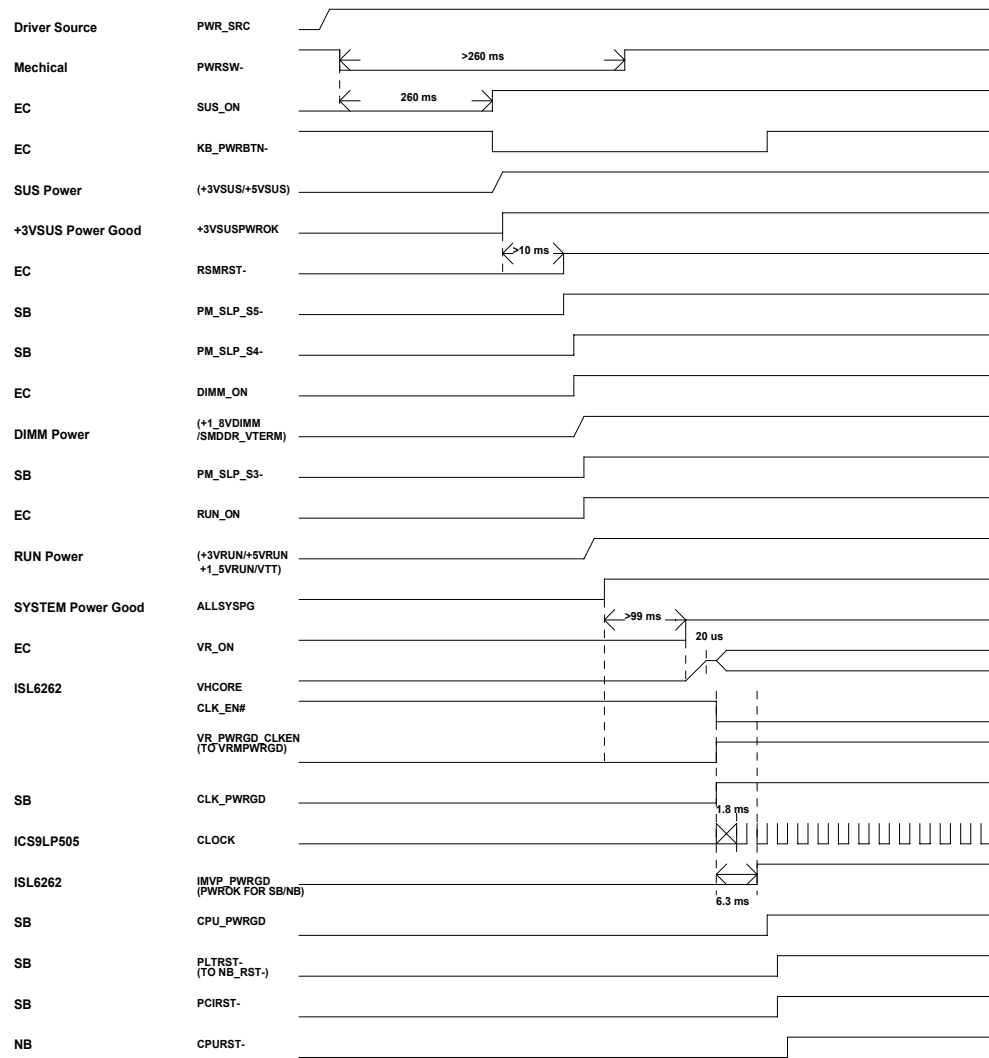 Driver Source PWR_SRC
Mechical PWRSW- >260 ms
EC SUS_ON 260 ms
EC KB_PWRBTN-
SUS Power (+3VSUS/+5VSUS)
+3VSUS Power Good +3VSUSPWROK
>10 ms
EC RSMRST-
SB PM_SLP_S5-
SB PM_SLP_S4-
EC DIMM_ON
(+1_8VDIMM
DIMM Power /SMDDR_VTERM)
SB PM_SLP_S3-
EC RUN_ON
RUN Power (+3VRUN/+5VRUN
+1_5VRUN/VTT)
SYSTEM Power Good ALLSYSPG
>99 ms
20 us
EC VR_ON
ISL6262 VHCORE
CLK_EN#
VR_PWRGD_CLKEN
(TO VRMPWRGD)
SB CLK_PWRGD
1.8 ms
ICS9LP505 CLOCK
ISL6262 IMVP_PWRGD
(PWROK FOR SB/NB)
6.3 ms
SB CPU_PWRGD
SB PLTRST-
(TO NB_RST-)
SB PCIRST-
NB CPURST-